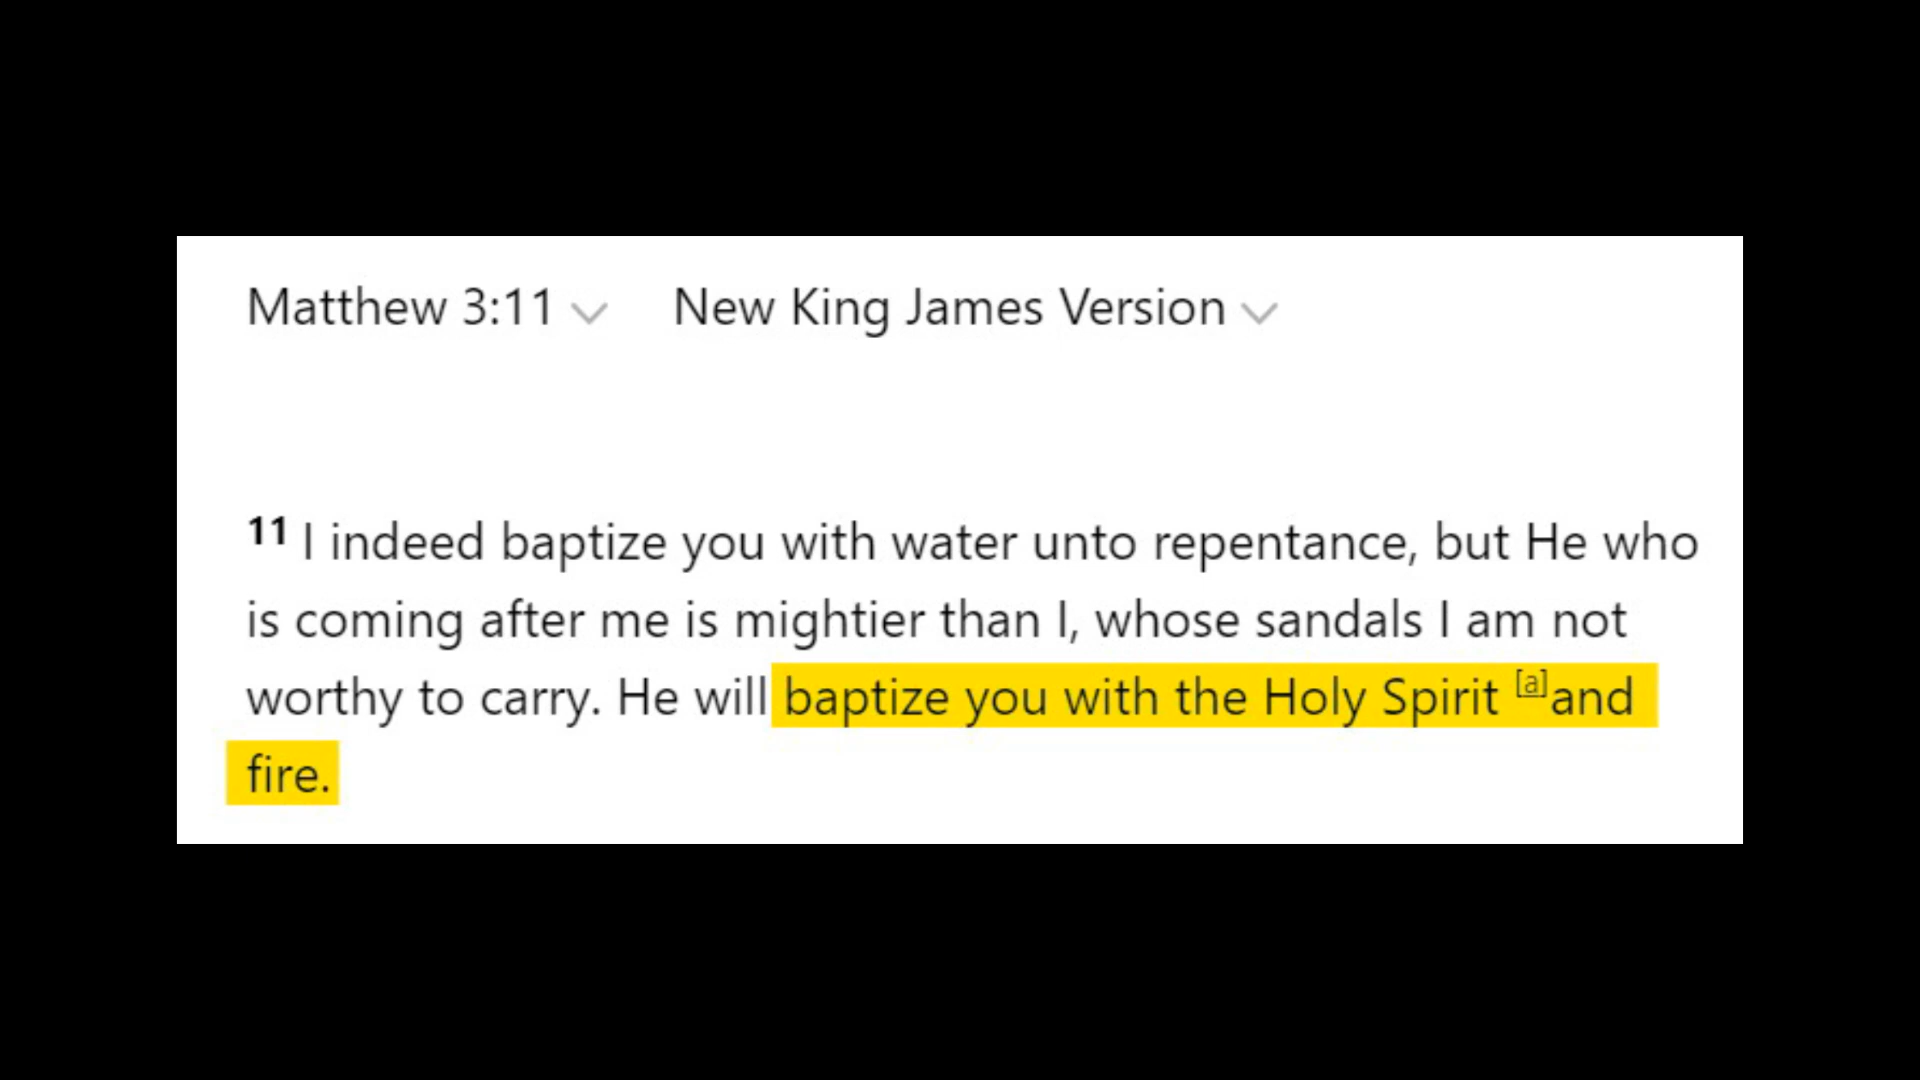 Matthew 3:11 New King James Version
11 I indeed baptize you with water unto repentance, but He who
is coming after me is mightier than I, whose sandals I am not
worthy to carry. He will baptize you with the Holy Spirit [a]and
fire.